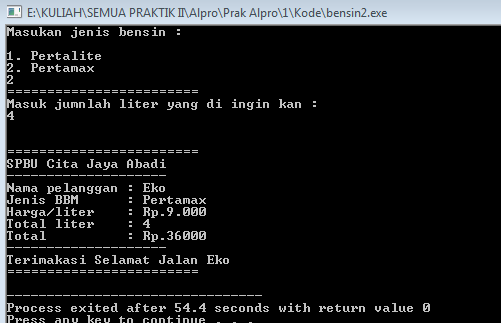 E:\KULIAH\SEMUA PRAKTIK II\Alpro\Prak Alpro\1\Kode\bensin2.exe
Masukan jenis bensin :
1. Pertalite
2. Pertamax
2
========================
Masuk jumnlah liter yang di ingin kan :
4
========================
SPBU Cita Jaya Abadi
--------------------
Nama pelanggan : Eko
Jenis BBM      : Pertamax
Harga/liter    : Rp.9.000
Total liter    : 4
Total          : Rp.36000
--------------------
Terimakasi Selamat Jalan Eko
========================
--------------------------------
Process exited after 54.4 seconds with return value 0
Press any key to continue . . .